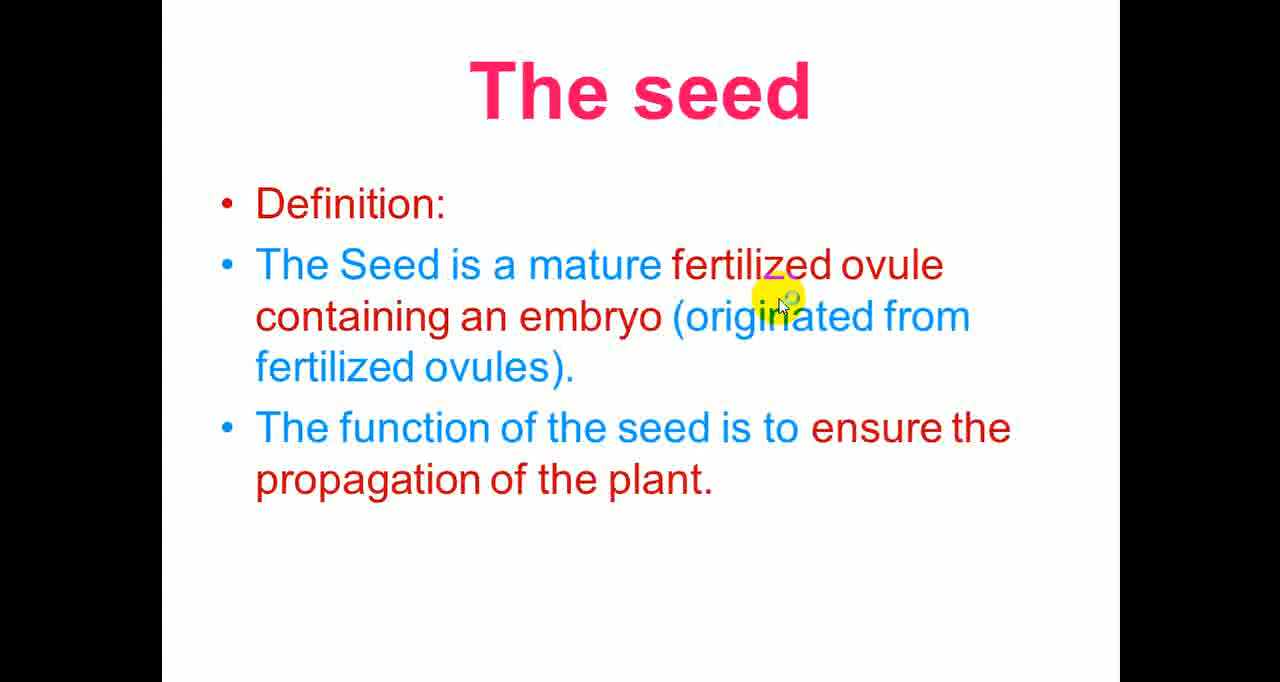 The seed
• Definition:
• The Seed is a mature fertilized ovule
containing an embryo (originated from
fertilized ovules).
• The function of the seed is to ensure the
propagation of the plant.